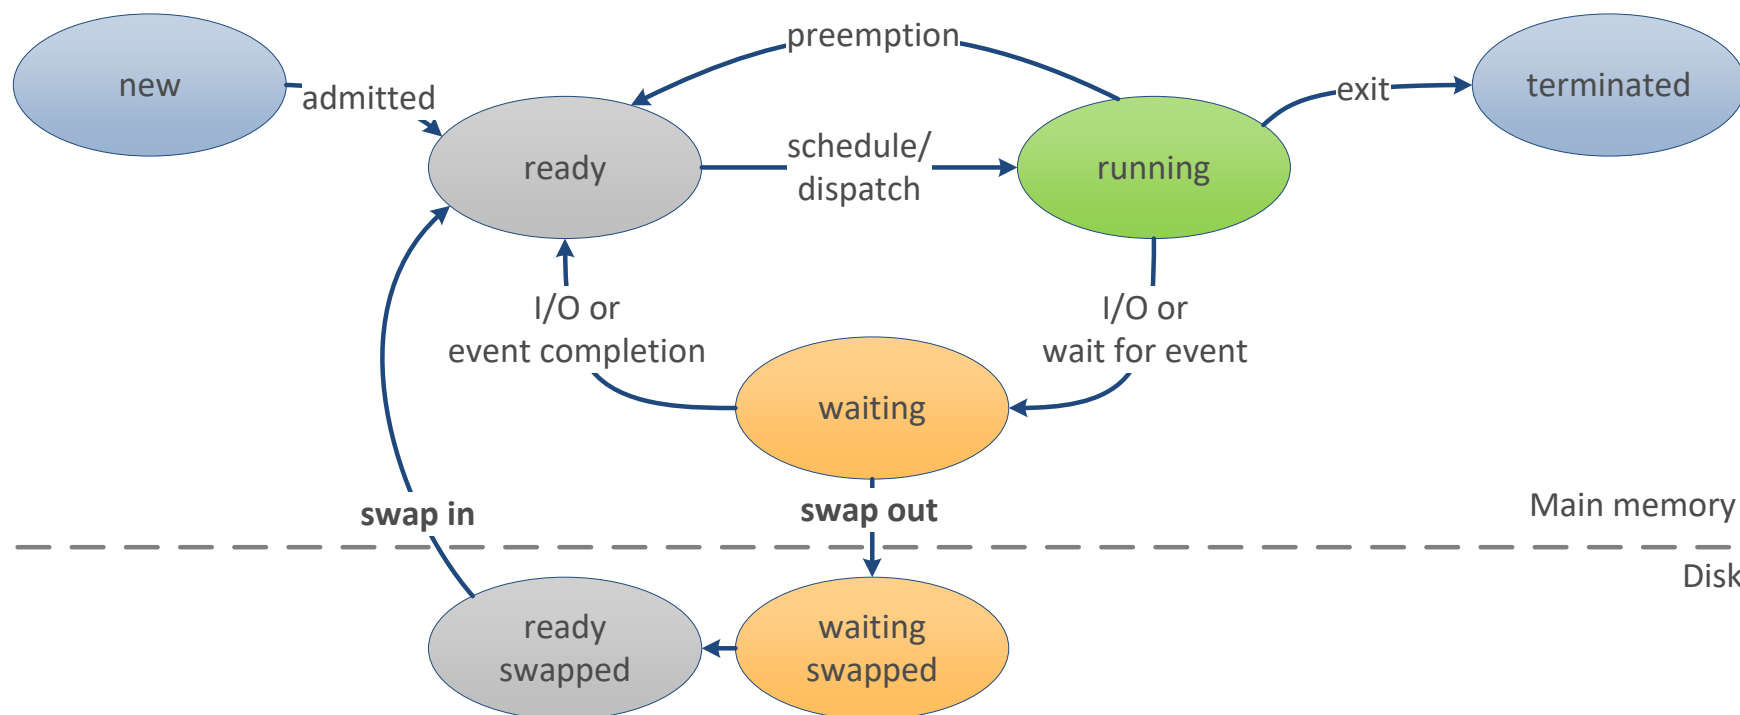 preemption
new
admitted
exit
terminated
ready
schedule/
dispatch
running
I/O or
event completion
I/O or
wait for event
waiting
swap in
swap out
Main memory
Disk
ready
swapped
waiting
swapped